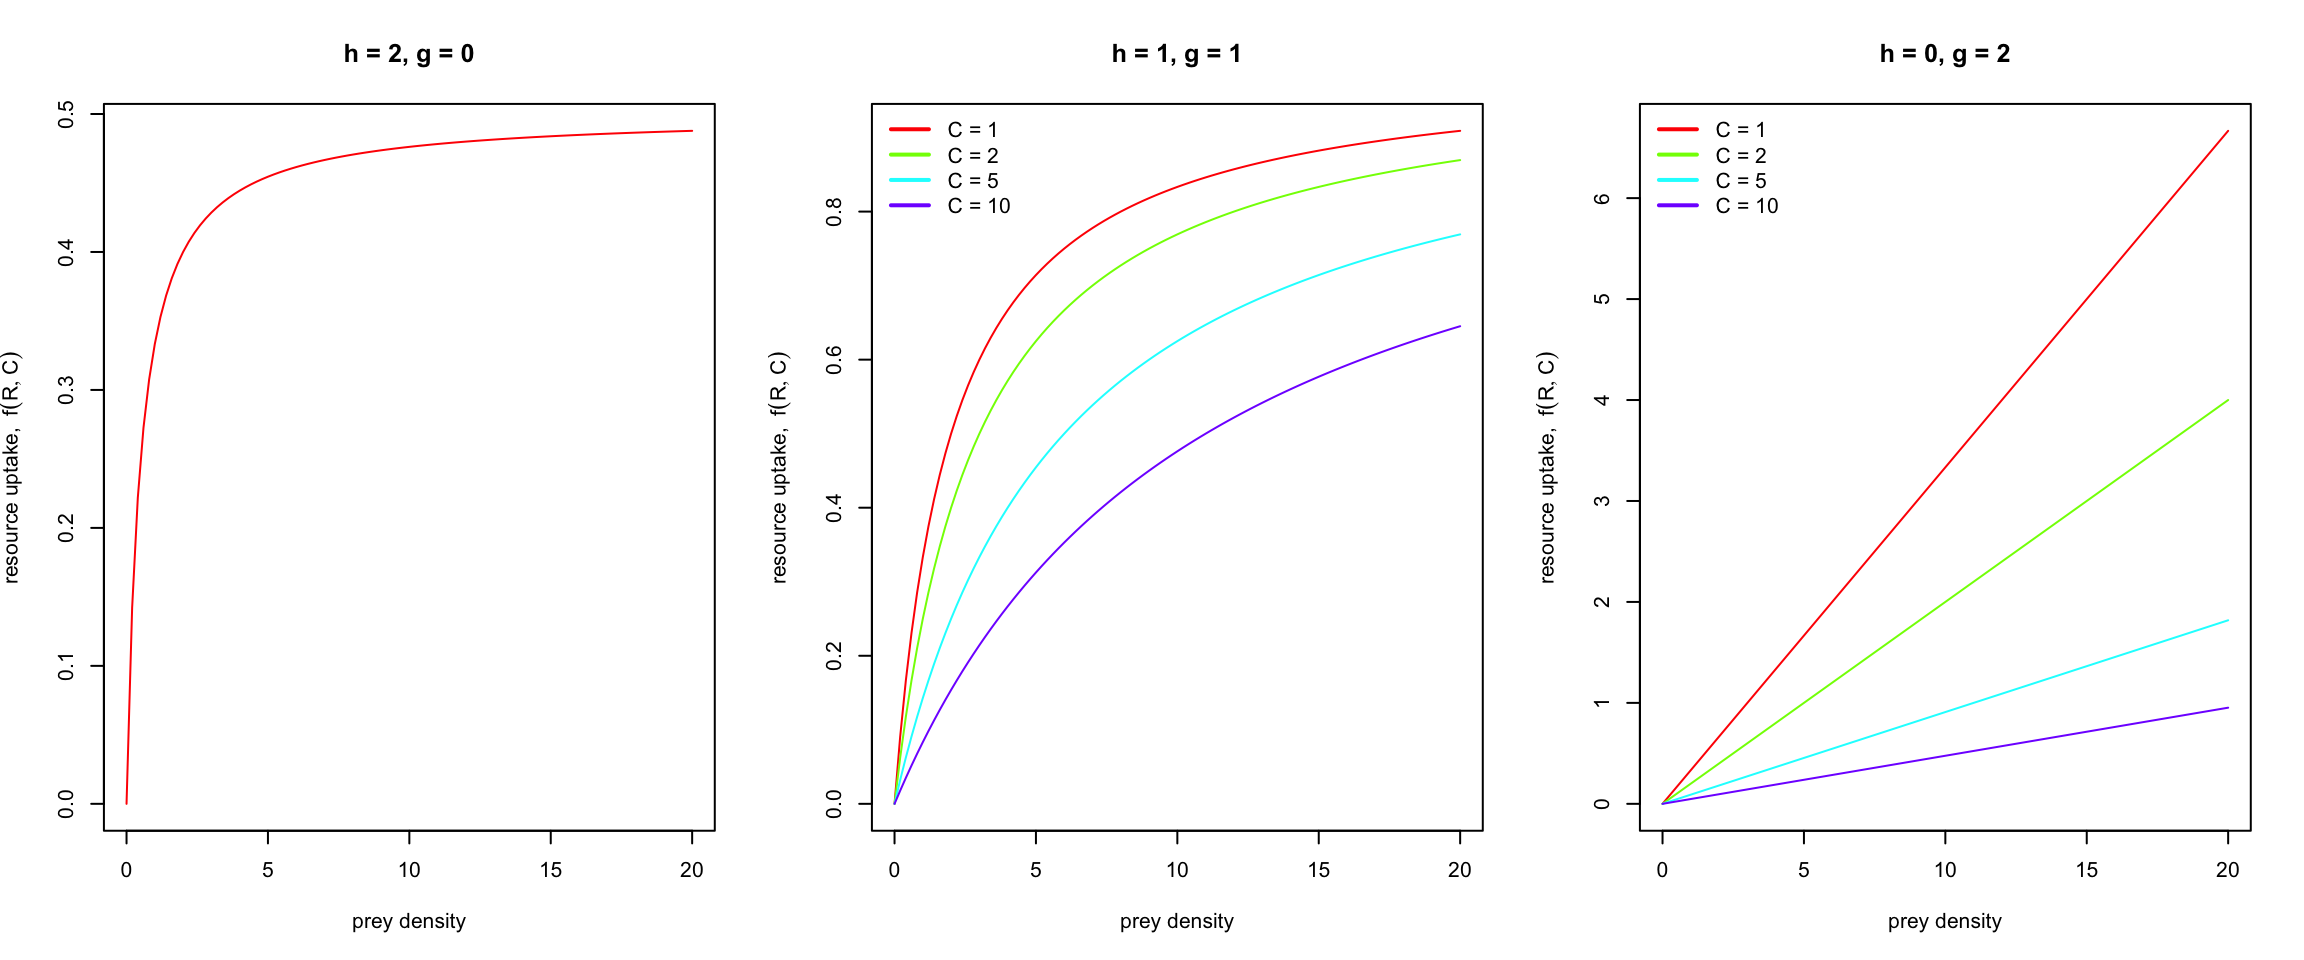 h = 2, g = 0
resource uptake,  f(R, C)
0.5
0.4
0.3
0.2
0.1
0.0
0 5 10 15 20
prey density
h = 1, g = 1
resource uptake,  f(R, C)
0.8
0.6
0.4
0.2
0.0
C = 1
C = 2
C = 5
C = 10
0 5 10 15 20
prey density
h = 0, g = 2
resource uptake,  f(R, C)
6
5
4
3
2
1
0
C = 1
C = 2
C = 5
C = 10
0 5 10 15 20
prey density